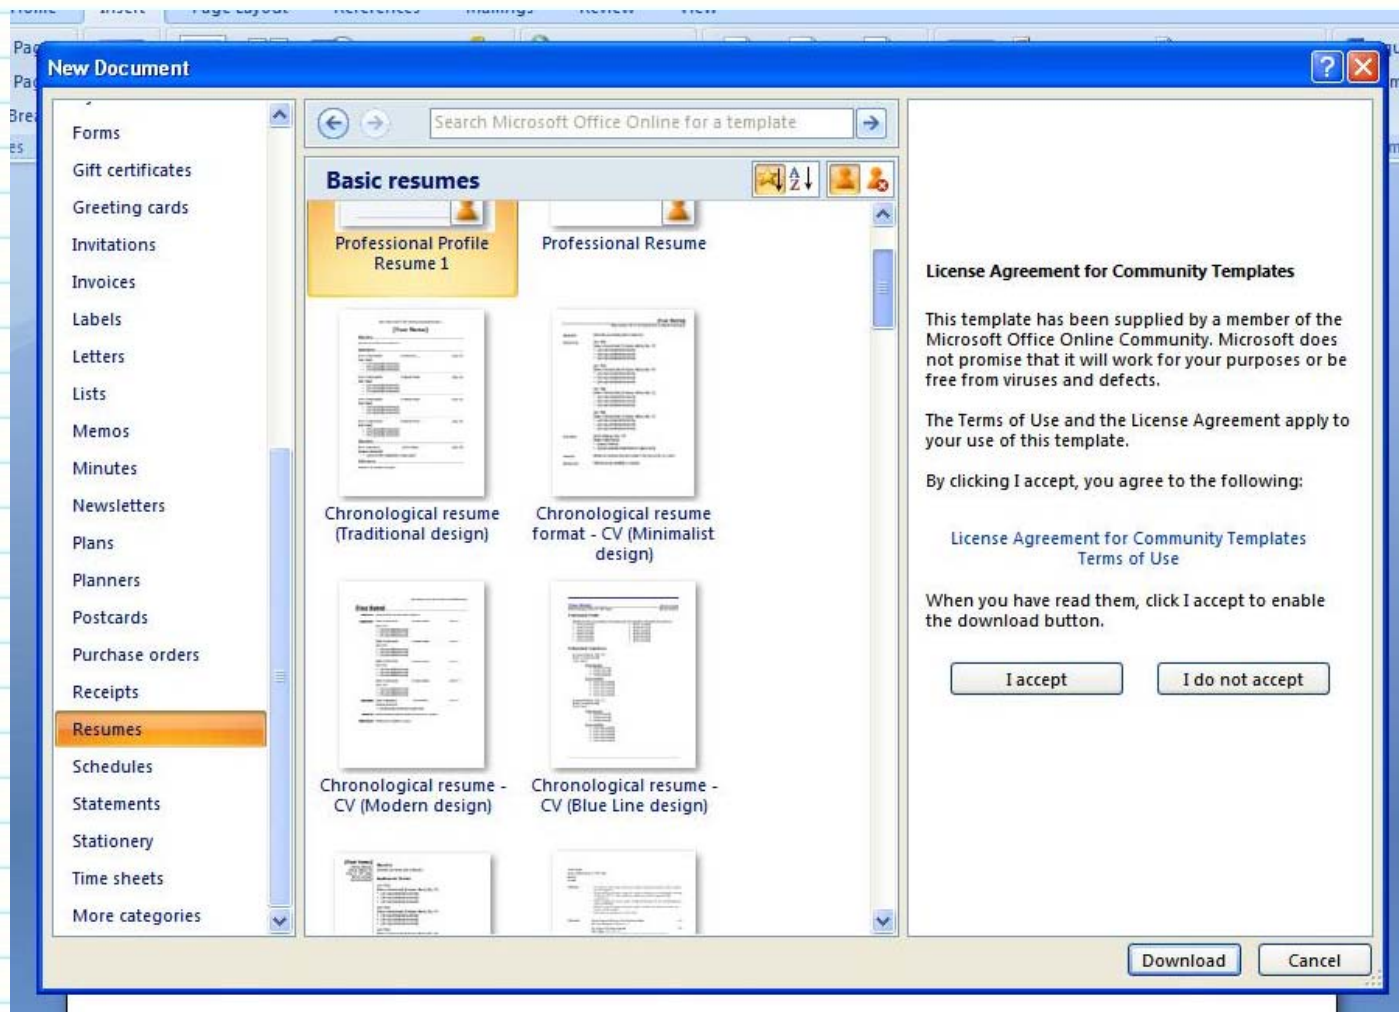 Insert
Page Layout
References
Mailings
Review
View
New Document
Forms
Gift certificates
Greeting cards
Invitations
Invoices
Labels
Letters
Lists
Memos
Minutes
Newsletters
Plans
Planners
Postcards
Purchase orders
Receipts
Resumes
Schedules
Statements
Stationery
Time sheets
More categories
Search Microsoft Office Online for a template
Basic resumes
Professional Profile
Resume 1
Professional Resume
Chronological resume
(Traditional design)
Chronological resume
format - CV (Minimalist
design)
Chronological resume -
CV (Modern design)
Chronological resume -
CV (Blue Line design)
License Agreement for Community Templates
This template has been supplied by a member of the
Microsoft Office Online Community. Microsoft does
not promise that it will work for your purposes or be
free from viruses and defects.
The Terms of Use and the License Agreement apply to
your use of this template.
By clicking I accept, you agree to the following:
License Agreement for Community Templates
Terms of Use
When you have read them, click I accept to enable
the download button.
I accept
I do not accept
Download
Cancel